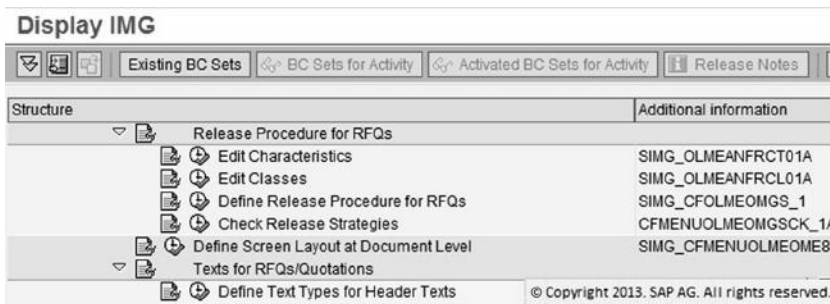 Display IMG
Existing BC Sets BC Sets for Activity Activated BC Sets for Activity Release Notes
Structure Additional information
Release Procedure for RFQs
Edit Characteristics SIMG_OLMEANFRCT01A
Edit Classes SIMG_OLMEANFRCL01A
Define Release Procedure for RFQs SIMG_CFOLMEOMGS_1
Check Release Strategies CFMENUOLMEOMGSCK_1A
Define Screen Layout at Document Level SIMG_CFMENUOLMEOME8
Texts for RFQs/Quotations
Define Text Types for Header Texts © Copyright 2013. SAP AG. All rights reserved.